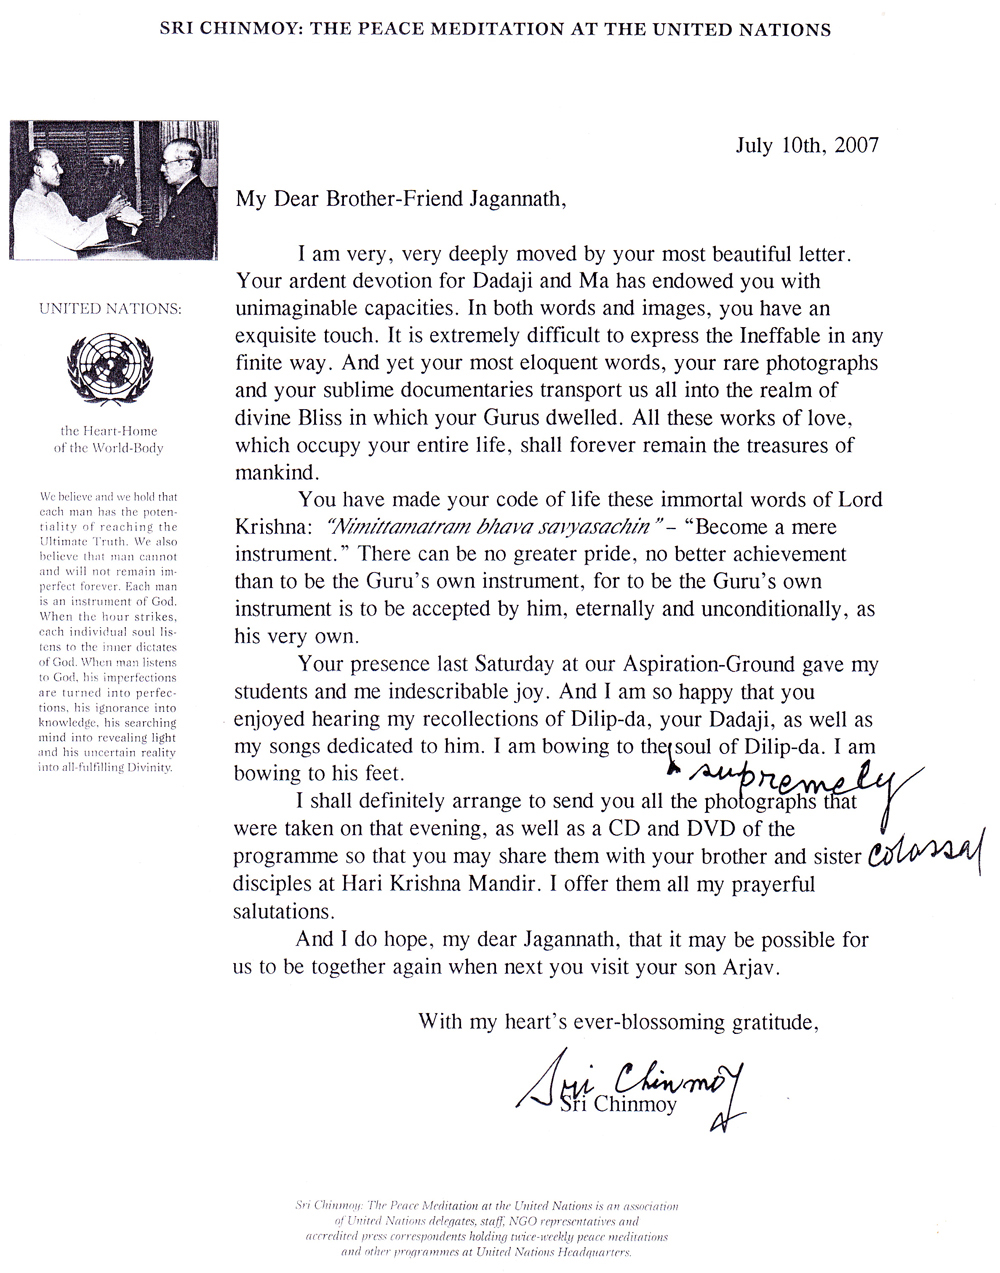 SRI CHINMOY: THE PEACE MEDITATION AT THE UNITED NATIONS
July 10th, 2007
My Dear Brother-Friend Jagannath,
I am very, very deeply moved by your most beautiful letter.
Your ardent devotion for Dadaji and Ma has endowed you with
unimaginable capacities. In both words and images, you have an
exquisite touch. It is extremely difficult to express the Ineffable in any
finite way. And yet your most eloquent words, your rare photographs
and your sublime documentaries transport us all into the realm of
divine Bliss in which your Gurus dwelled. All these works of love,
which occupy your entire life, shall forever remain the treasures of
mankind.
You have made your code of life these immortal words of Lord
Krishna: “Nimittamatram bhava savyasachin” – “Become a mere
instrument.” There can be no greater pride, no better achievement
than to be the Guru's own instrument, for to be the Guru's own
instrument is to be accepted by him, eternally and unconditionally, as
his very own.
Your presence last Saturday at our Aspiration-Ground gave my
students and me indescribable joy. And I am so happy that you
enjoyed hearing my recollections of Dilip-da, your Dadaji, as well as
my songs dedicated to him. I am bowing to the soul of Dilip-da. I am
supremely
bowing to his feet.
I shall definitely arrange to send you all the photographs that
were taken on that evening, as well as a CD and DVD of the
colossal
programme so that you may share them with your brother and sister
disciples at Hari Krishna Mandir. I offer them all my prayerful
salutations.
And I do hope, my dear Jagannath, that it may be possible for
us to be together again when next you visit your son Arjav.
With my heart's ever-blossoming gratitude,
Sri Chinmoy
Sri Chinmoy
UNITED NATIONS:
the Heart-Home
of the World-Body
We believe and we hold that
each man has the poten-
tiality of reaching the
Ultimate Truth. We also
believe that man cannot
and will not remain im-
perfect forever. Each man
is an instrument of God.
When the hour strikes,
each individual soul lis-
tens to the inner dictates
of God. When man listens
to God, his imperfections
are turned into perfec-
tions, his ignorance into
knowledge, his searching
mind into revealing light
and his uncertain reality
into all-fulfilling Divinity.
Sri Chinmoy: The Peace Meditation at the United Nations is an association
of United Nations delegates, staff, NGO representatives and
accredited press correspondents holding twice-weekly peace meditations
and other programmes at United Nations Headquarters.